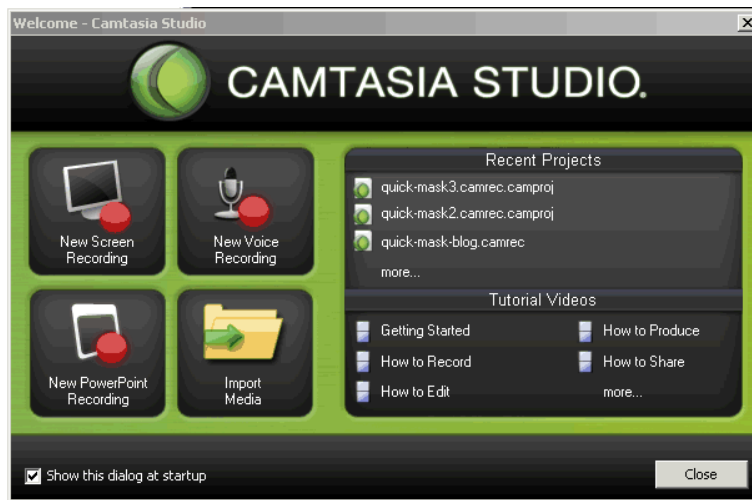 Welcome - Camtasia Studio
CAMTASIA STUDIO.
New Screen
Recording
New Voice
Recording
New PowerPoint
Recording
Import
Media
Recent Projects
quick-mask3.camrec.camproj
quick-mask2.camrec.camproj
quick-mask-blog.camrec
more...
Tutorial Videos
Getting Started
How to Record
How to Edit
How to Produce
How to Share
more...
Show this dialog at startup
Close